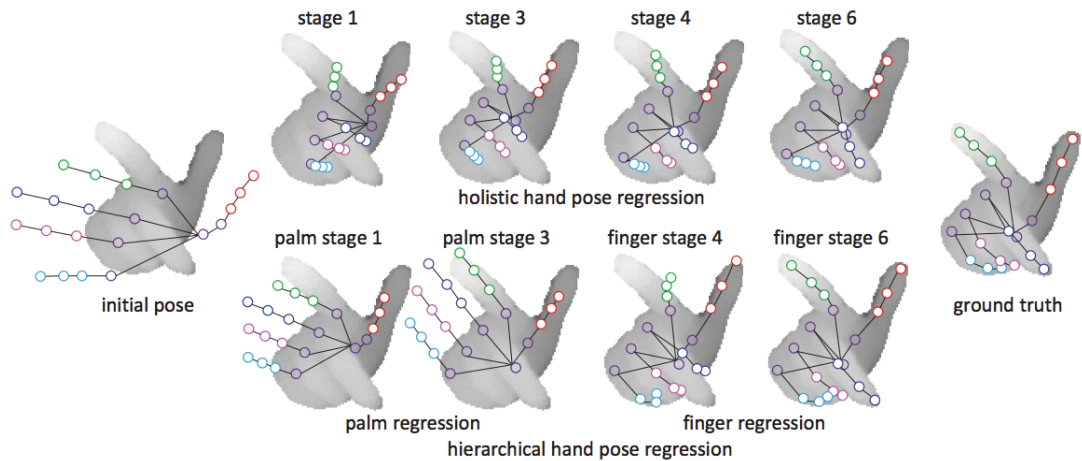 stage 1 stage 3 stage 4 stage 6
holistic hand pose regression
palm stage 1 palm stage 3 finger stage 4 finger stage 6
initial pose ground truth
palm regression finger regression
hierarchical hand pose regression